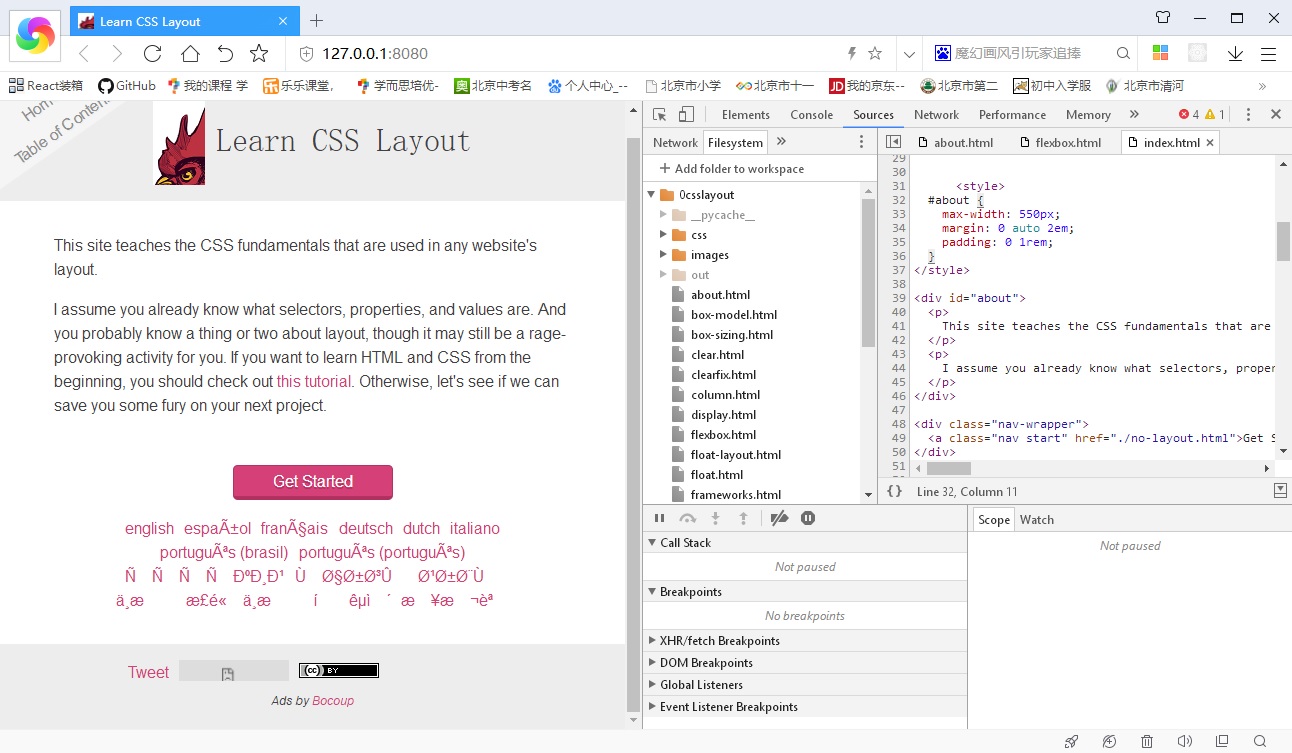 Learn CSS Layout
127.0.0.1:8080
魔幻画风引玩家追捧
React装箱 GitHub 我的课程 学 乐乐课堂, 学而思培优- 北京中考名 个人中心_-- 北京市小学 北京市十一 我的京东-- 北京市第二 初中入学服 北京市清河
Table of Content
Learn CSS Layout
This site teaches the CSS fundamentals that are used in any website's
layout.
I assume you already know what selectors, properties, and values are. And
you probably know a thing or two about layout, though it may still be a rage-
provoking activity for you. If you want to learn HTML and CSS from the
beginning, you should check out this tutorial. Otherwise, let's see if we can
save you some fury on your next project.
Get Started
english espaÃ±ol franÃ§ais deutsch dutch italiano
portuguÃªs (brasil) portuguÃªs (portuguÃªs)
Tweet
CC BY
Ads by Bocoup
Elements Console Sources Network Performance Memory 4 1
Network Filesystem
Add folder to workspace
0csslayout
__pycache__
css
images
out
about.html
box-model.html
box-sizing.html
clear.html
clearfix.html
column.html
display.html
flexbox.html
float-layout.html
float.html
frameworks.html
about.html flexbox.html index.html
29
30
31 <style>
32 #about {
33 max-width: 550px;
34 margin: 0 auto 2em;
35 padding: 0 1rem;
36 }
37 </style>
38
39 <div id="about">
40 <p>
41 This site teaches the CSS fundamentals that are
42 </p>
43 <p>
44 I assume you already know what selectors, proper
45 </p>
46 </div>
47
48 <div class="nav-wrapper">
49 <a class="nav start" href="./no-layout.html">Get S
50 </div>
51
{} Line 32, Column 11
Call Stack
Not paused
Breakpoints
No breakpoints
XHR/fetch Breakpoints
DOM Breakpoints
Global Listeners
Event Listener Breakpoints
Scope Watch
Not paused